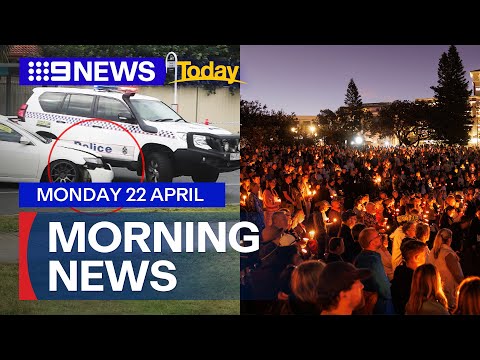 9NEWS Today
Police
MONDAY 22 APRIL
MORNING
NEWS